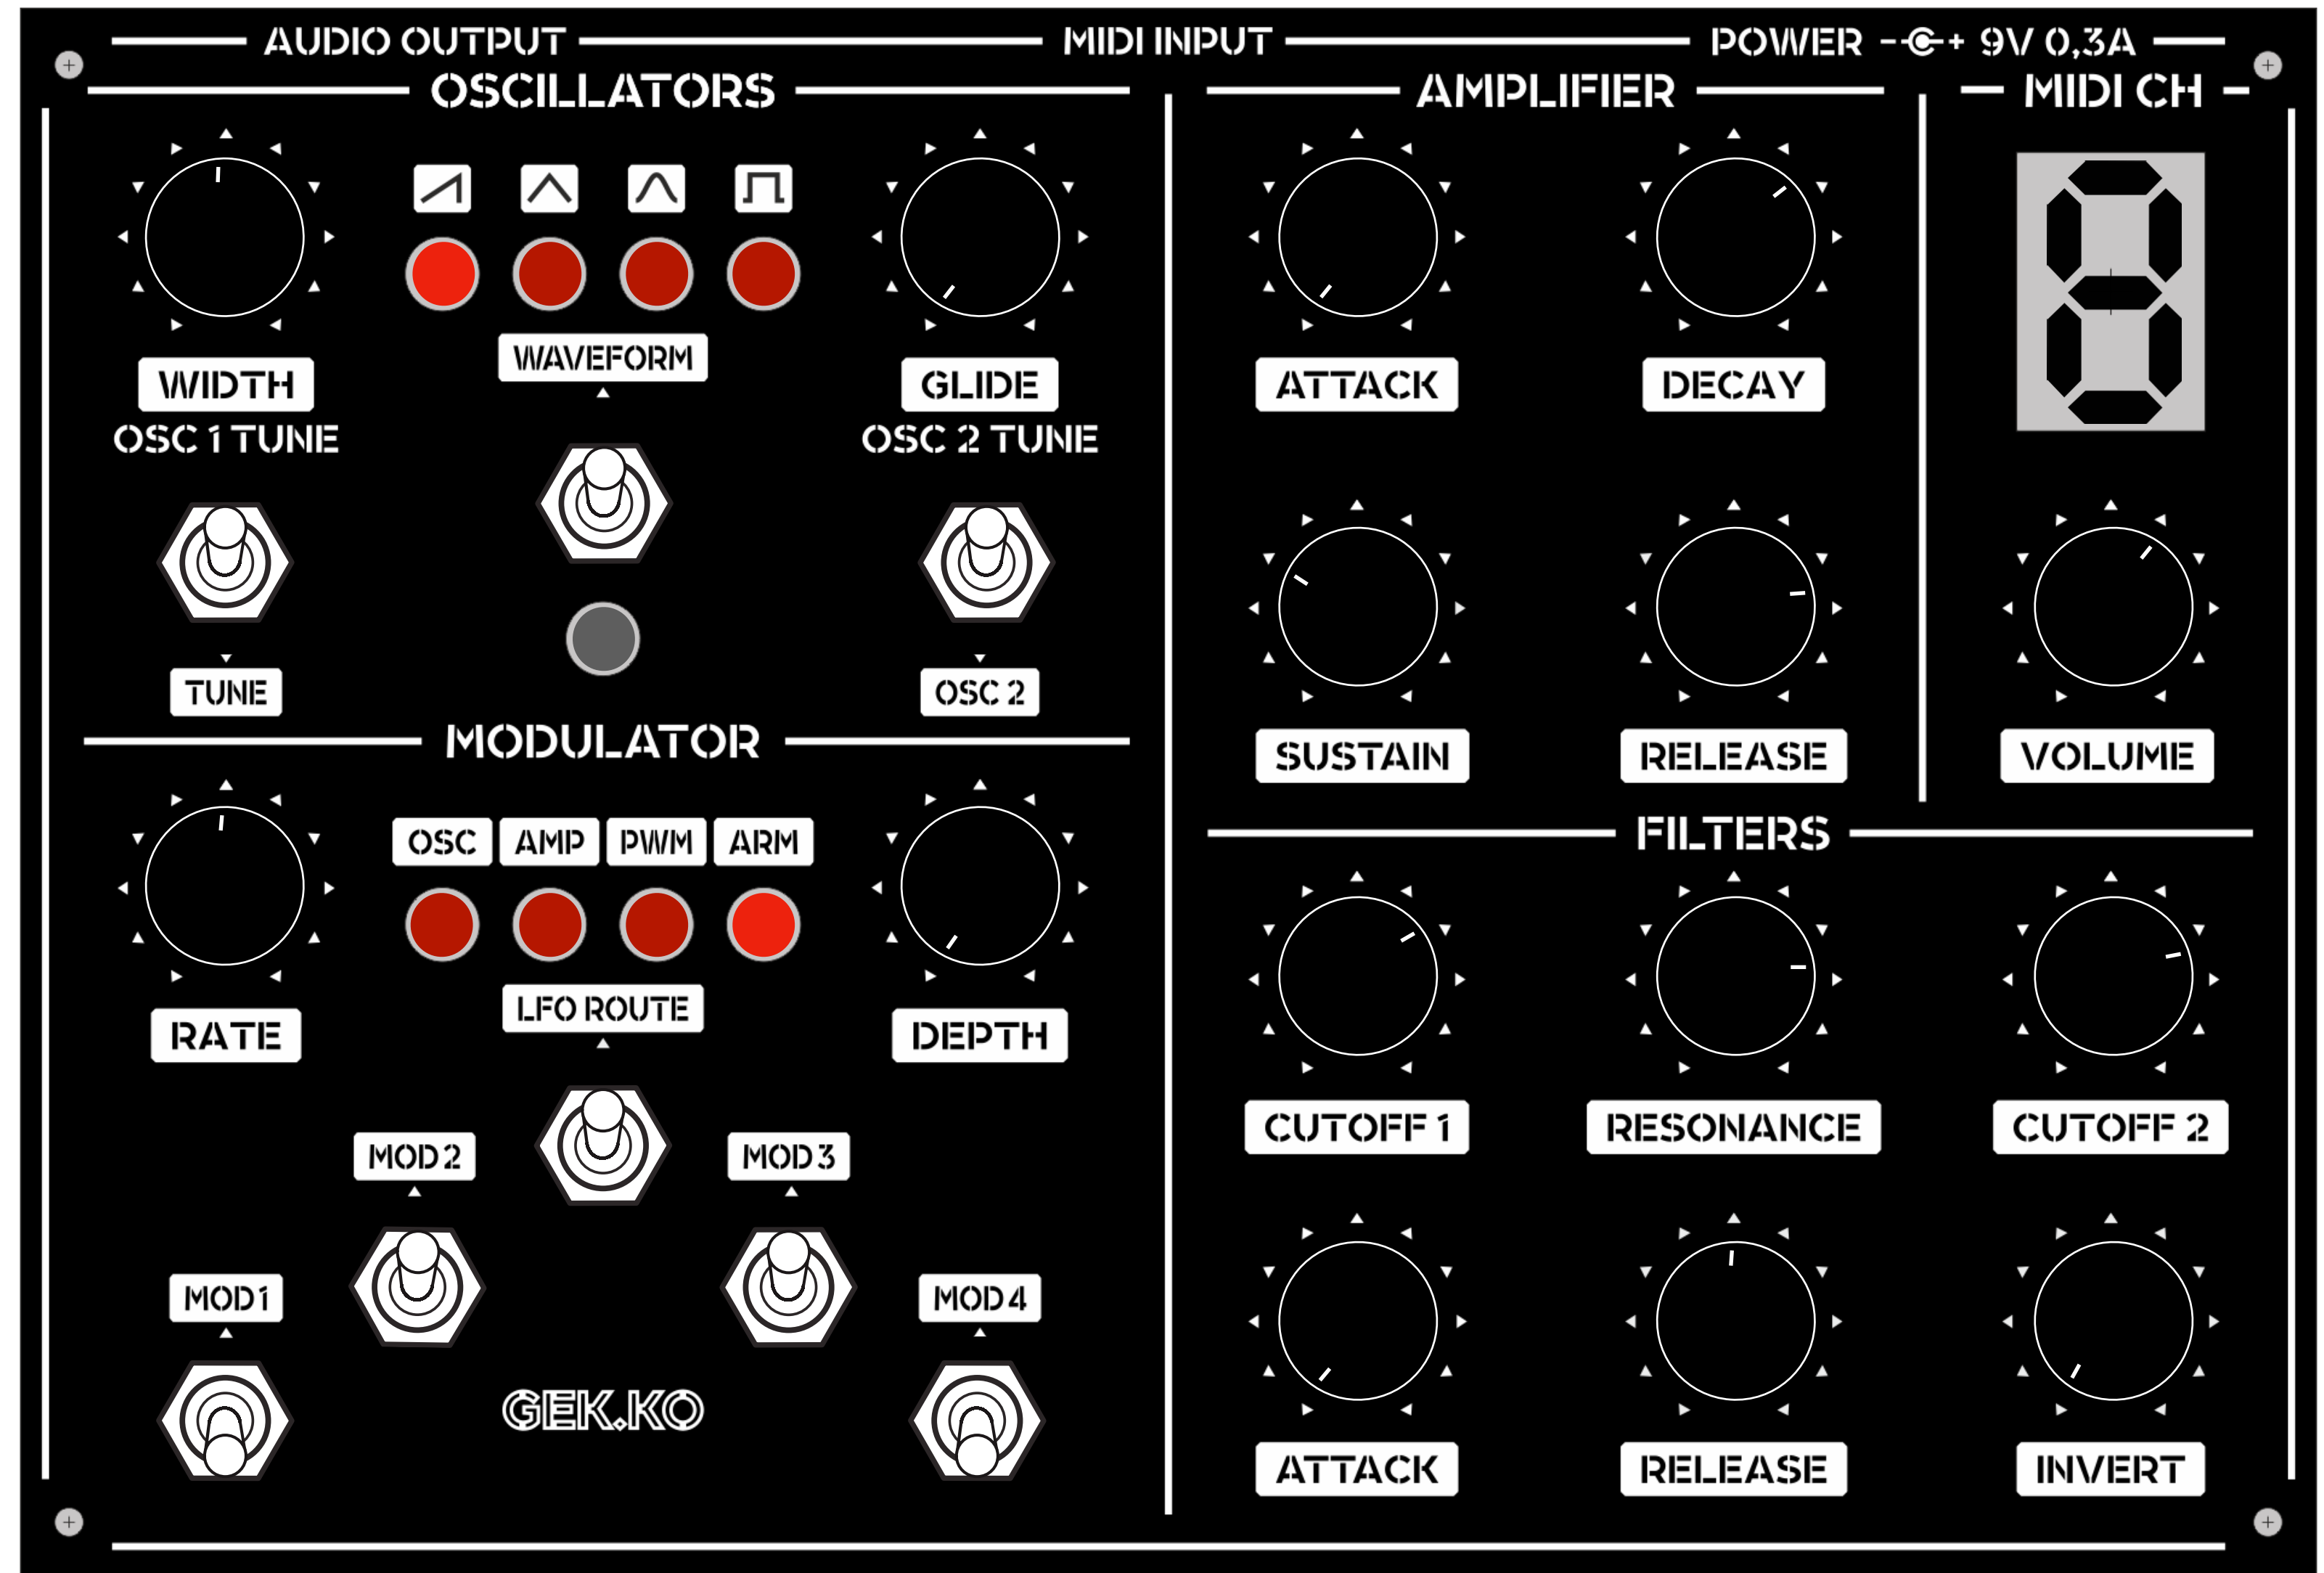 AUDIO OUTPUT
MIDI INPUT
POWER - + 9V 0,3A
OSCILLATORS
AMPLIFIER
MIDI CH
WAVEFORM
WIDTH
GLIDE
ATTACK
DECAY
OSC 1 TUNE
OSC 2 TUNE
TUNE
OSC 2
SUSTAIN
RELEASE
VOLUME
MODULATOR
FILTERS
OSC
AMP
PWM
ARM
LFO ROUTE
RATE
DEPTH
CUTOFF 1
RESONANCE
CUTOFF 2
MOD 2
MOD 3
MOD 1
MOD 4
GEK.KO
ATTACK
RELEASE
INVERT